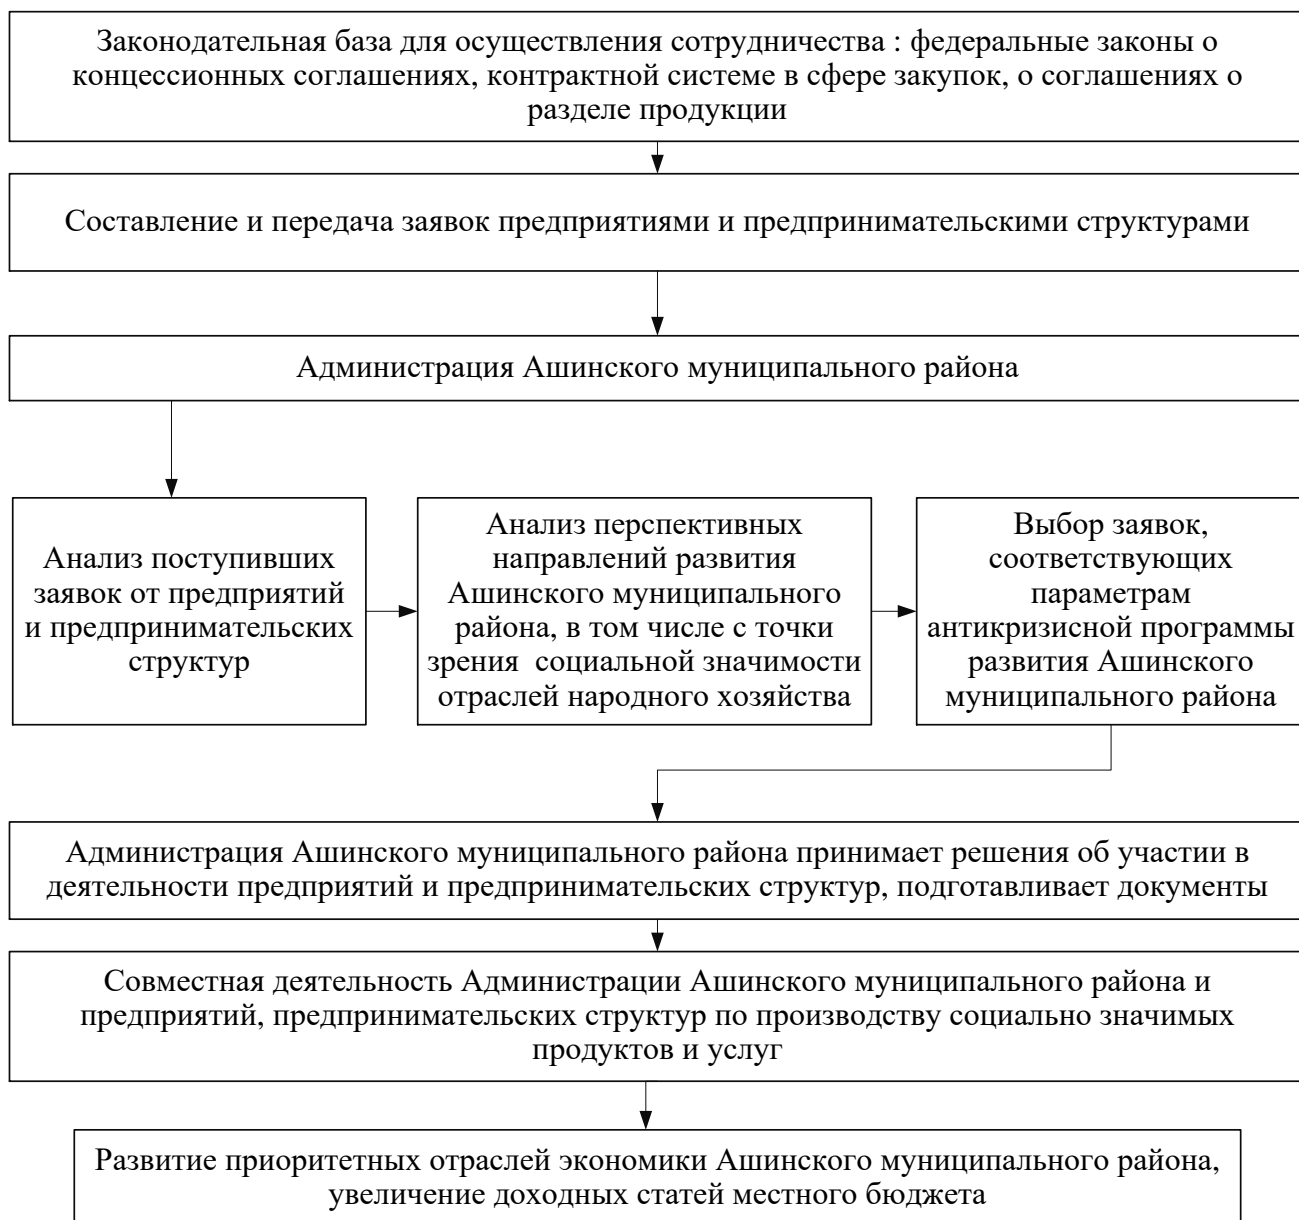 Законодательная база для осуществления сотрудничества : федеральные законы о
концессионных соглашениях, контрактной системе в сфере закупок, о соглашениях о
разделе продукции
Составление и передача заявок предприятиями и предпринимательскими структурами
Администрация Ашинского муниципального района
Анализ поступивших
заявок от предприятий
и предпринимательских
структур
Анализ перспективных
направлений развития
Ашинского муниципального
района, в том числе с точки
зрения социальной значимости
отраслей народного хозяйства
Выбор заявок,
соответствующих
параметрам
антикризисной программы
развития Ашинского
муниципального района
Администрация Ашинского муниципального района принимает решения об участии в
деятельности предприятий и предпринимательских структур, подготавливает документы
Совместная деятельность Администрации Ашинского муниципального района и
предприятий, предпринимательских структур по производству социально значимых
продуктов и услуг
Развитие приоритетных отраслей экономики Ашинского муниципального района,
увеличение доходных статей местного бюджета